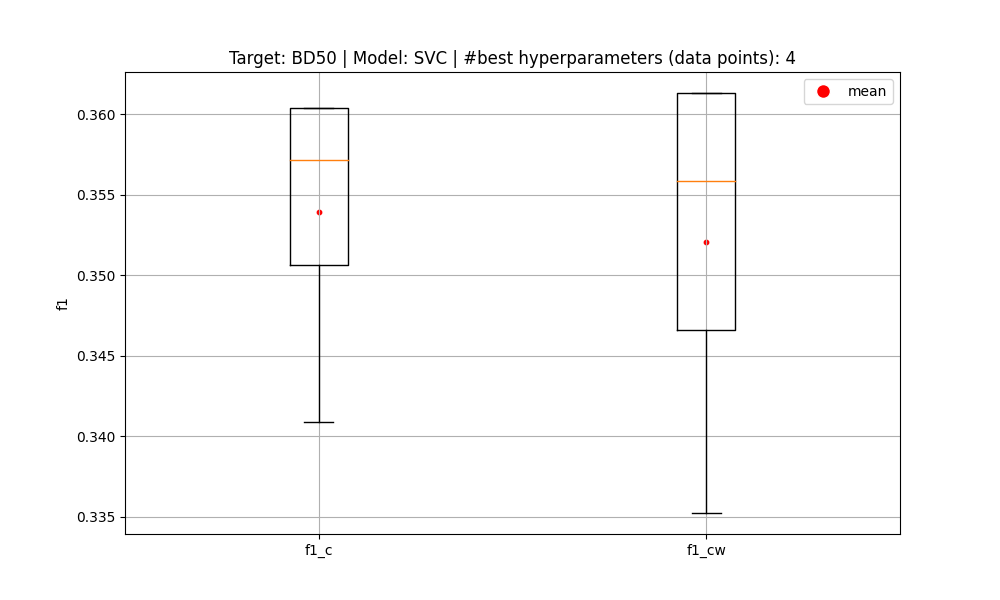 Target: BD50 | Model: SVC | #best hyperparameters (data points): 4
mean
0.360
0.355
0.350
0.345
0.340
0.335
f1
f1_c
f1_cw